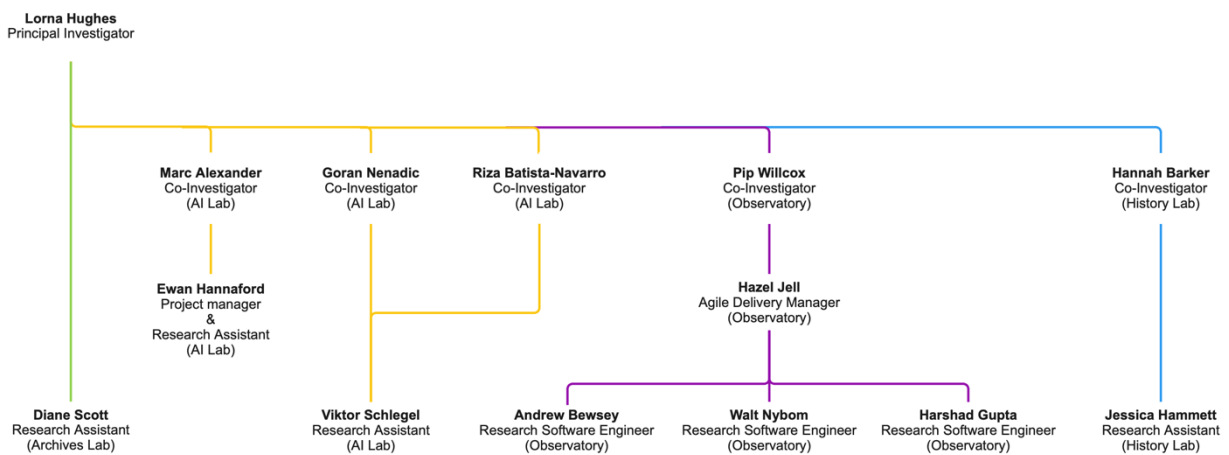 Lorna Hughes
Principal Investigator
Marc Alexander
Co-Investigator
(AI Lab)
Goran Nenadic
Co-Investigator
(AI Lab)
Riza Batista-Navarro
Co-Investigator
(AI Lab)
Pip Willcox
Co-Investigator
(Observatory)
Hannah Barker
Co-Investigator
(History Lab)
Ewan Hannaford
Project manager
&
Research Assistant
(AI Lab)
Hazel Jell
Agile Delivery Manager
(Observatory)
Diane Scott
Research Assistant
(Archives Lab)
Viktor Schlegel
Research Assistant
(AI Lab)
Andrew Bewsey
Research Software Engineer
(Observatory)
Walt Nybom
Research Software Engineer
(Observatory)
Harshad Gupta
Research Software Engineer
(Observatory)
Jessica Hammett
Research Assistant
(History Lab)